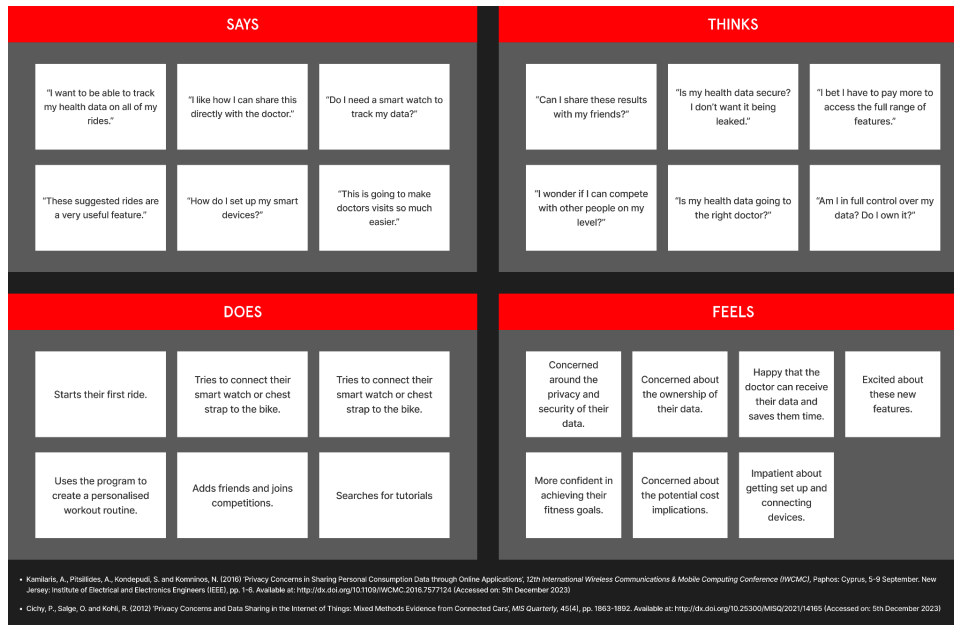 SAYS
"I want to be able to track
my health data on all of my
rides."
"I like how I can share this
directly with the doctor."
"Do I need a smart watch to
track my data?"
"These suggested rides are
a very useful feature."
"How do I set up my smart
devices?"
"This is going to make
doctors visits so much
easier."
THINKS
"Can I share these results
with my friends?"
"Is my health data secure?
I don't want it being
leaked."
"I bet I have to pay more to
access the full range of
features."
"I wonder if I can compete
with other people on my
level?"
"Is my health data going to
the right doctor?"
"Am I in full control over my
data? Do I own it?"
DOES
Starts their first ride.
Tries to connect their
smart watch or chest
strap to the bike.
Tries to connect their
smart watch or chest
strap to the bike.
Uses the program to
create a personalised
workout routine.
Adds friends and joins
competitions.
Searches for tutorials
FEELS
Concerned
around the
privacy and
security of their
data.
Concerned about
the ownership of
their data.
Happy that the
doctor can receive
their data and
saves them time.
Excited about
these new
features.
More confident in
achieving their
fitness goals.
Concerned about
the potential cost
implications.
Impatient about
getting set up and
connecting
devices.
• Kamilaris, A., Pitsillides, A., Kondepudi, S. and Komninos, N. (2016) 'Privacy Concerns in Sharing Personal Consumption Data through Online Applications', 12th International Wireless Communications & Mobile Computing Conference (IWCMC), Paphos: Cyprus, 5-9 September. New
Jersey: Institute of Electrical and Electronics Engineers (IEEE), pp. 1-6. Available at: http://dx.doi.org/10.1109/IWCMC.2016.7577124 (Accessed on: 5th December 2023)
• Cichy, P., Salge, O. and Kohli, R. (2012) 'Privacy Concerns and Data Sharing in the Internet of Things: Mixed Methods Evidence from Connected Cars', MIS Quarterly, 45(4), pp. 1863-1892. Available at: http://dx.doi.org/10.25300/MISQ/2021/14165 (Accessed on: 5th December 2023)